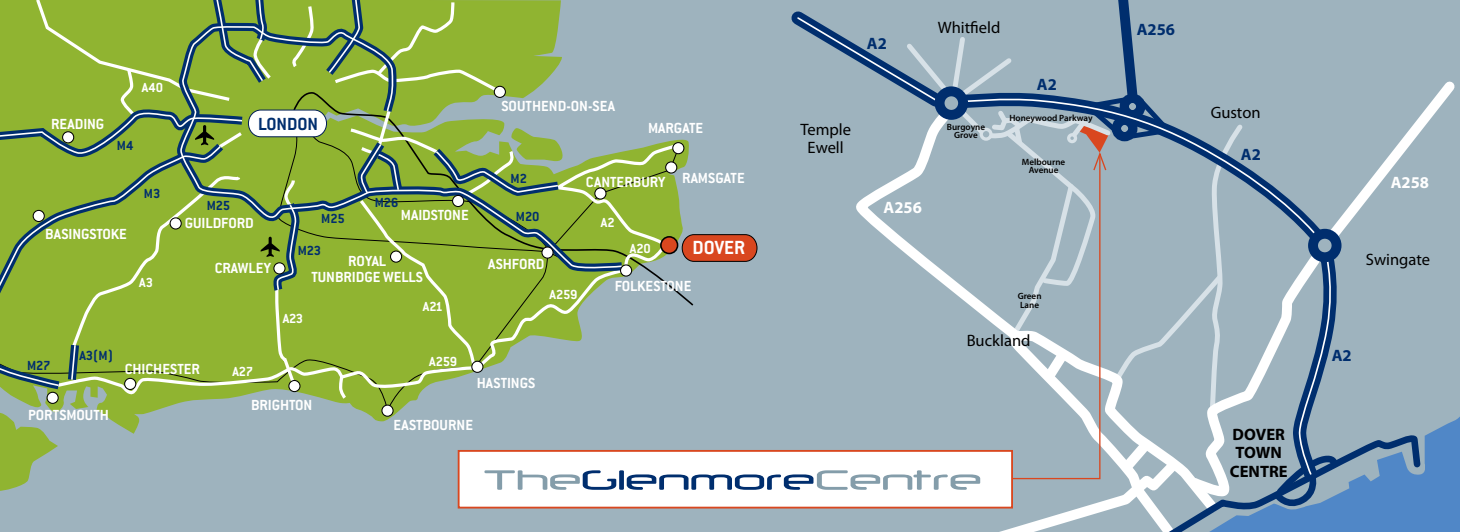 A40
READING
M4
LONDON
SOUTHEND-ON-SEA
MARGATE
RAMSGATE
CANTERBURY
M2
M3
M25
GUILDFORD
M25
M26
MAIDSTONE
M20
A2
BASINGSTOKE
M23
CRAWLEY
ROYAL
TUNBRIDGE WELLS
ASHFORD
A20
DOVER
FOLKESTONE
A3
A23
A21
A259
M27
A3(M)
CHICHESTER
A27
A259
HASTINGS
PORTSMOUTH
BRIGHTON
EASTBOURNE
A2
Whitfield
A256
A2
Temple
Ewell
Burgoyne
Grove
Honeywood Parkway
Guston
Melbourne
Avenue
A2
A258
A256
Swingate
Green
Lane
Buckland
A2
DOVER
TOWN
CENTRE
TheGlenmoreCentre